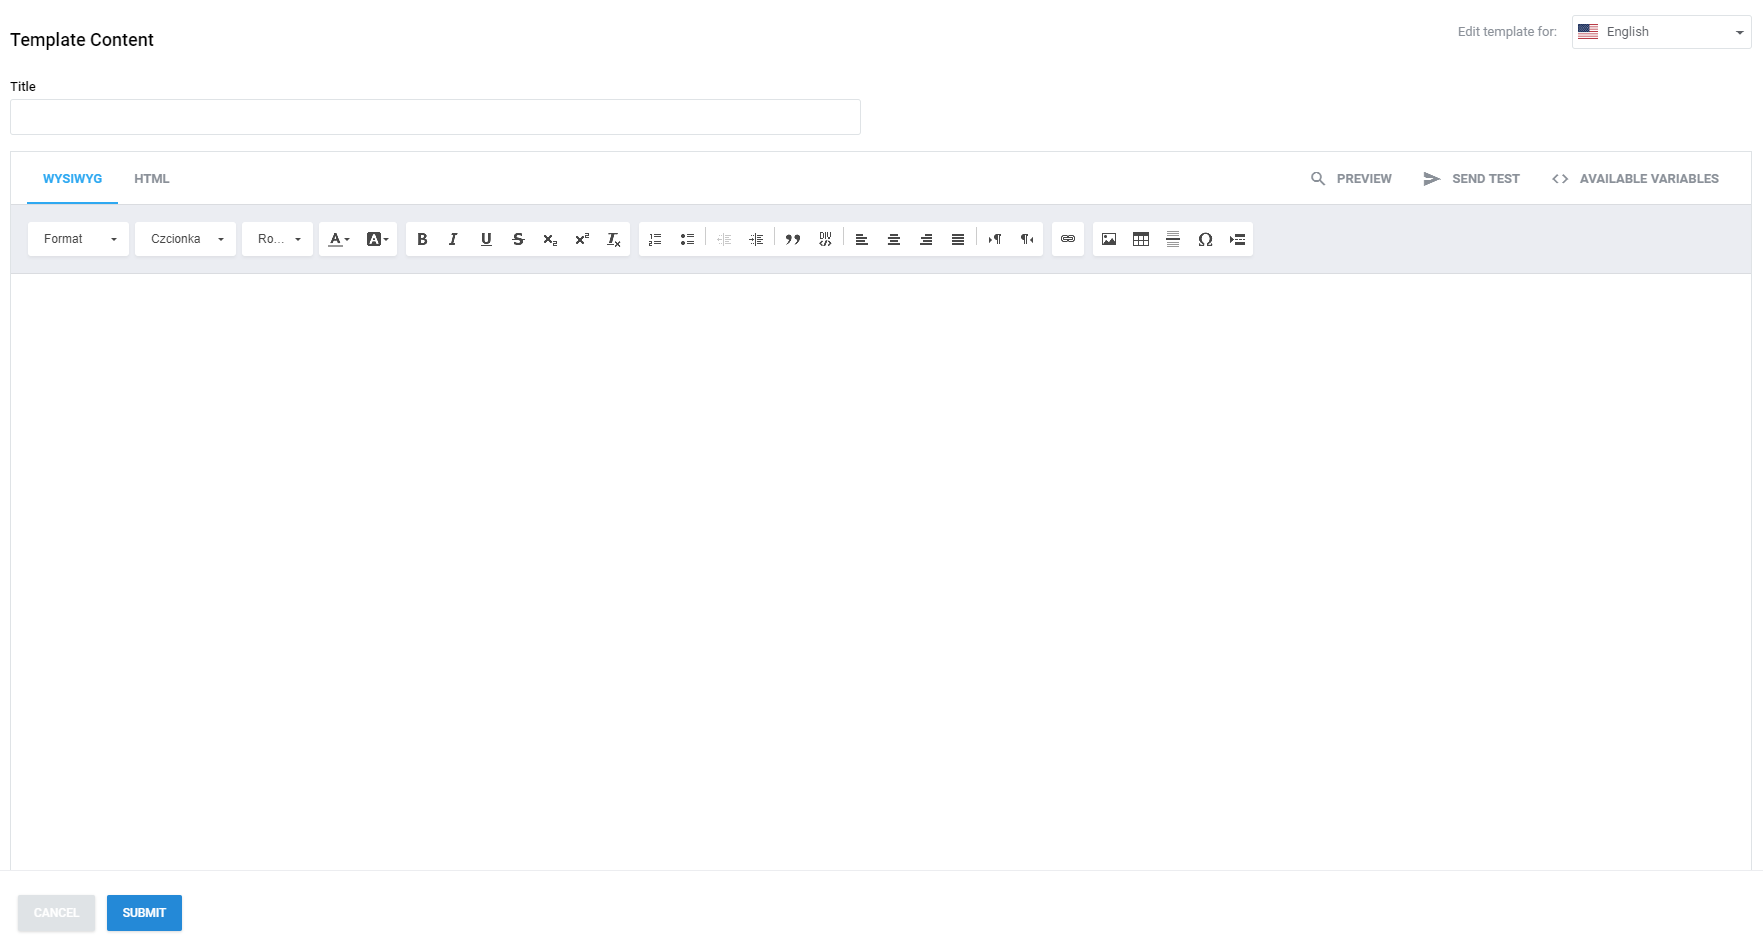 Template Content
Edit template for: English
Title
WYSIWYG HTML PREVIEW SEND TEST AVAILABLE VARIABLES
Format Czcionka Ro...
CANCEL SUBMIT